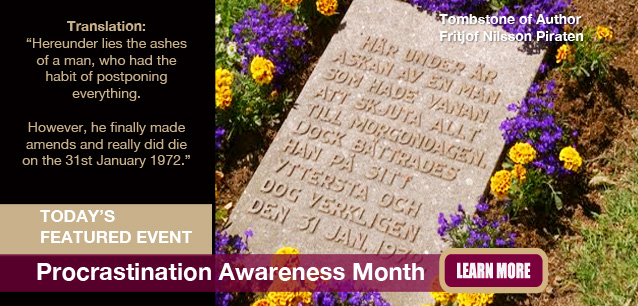 Translation:
“Hereunder lies the ashes
of a man, who had the
habit of postponing
everything.
However, he finally made
amends and really did die
on the 31st January 1972.”
Tombstone of Author
Fritjof Nilsson Piraten
HÄR UNDER ÄR
ASKAN AV EN MAN
SOM HADE VANAN
ATT SKJUTA ALLT
TILL MORGONDAGEN.
DOCK BÄTTRADES
HAN PÅ SITT
YTTERSTA OCH
DOG VERKLIGEN
DEN 31 JAN. 1972
TODAY’S
FEATURED EVENT
Procrastination Awareness Month
LEARN MORE